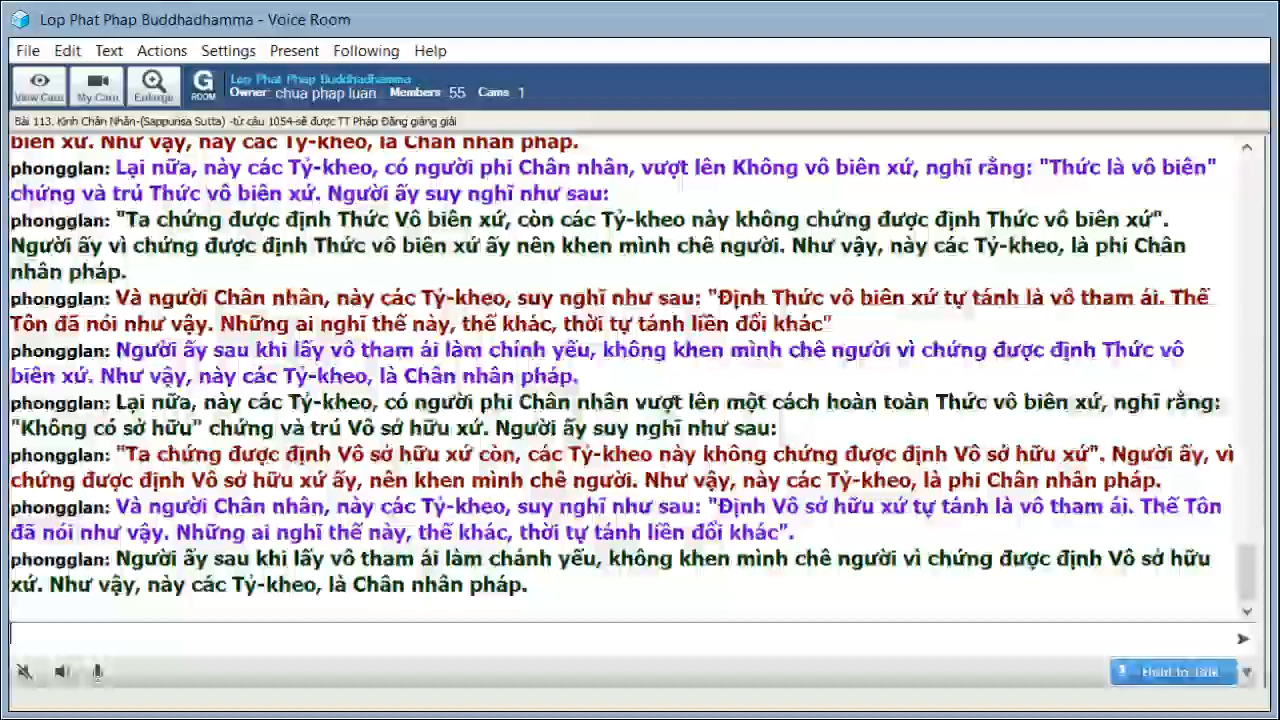 Lop Phat Phap Buddhadhamma - Voice Room
File Edit Text Actions Settings Present Following Help
View Cam My Cam Enlarge G ROOM Lop Phat Phap Buddhadhamma
Owner: chua phap luan Members 55 Cams 1
Bài 113. Kinh Chân Nhân-(Sappurisa Sutta) -từ câu 1054-sẽ được TT Pháp Đăng giảng giải
biên xứ. Như vậy, này các Tỷ-kheo, là Chân nhân pháp.
phongglan: Lại nữa, này các Tỷ-kheo, có người phi Chân nhân, vượt lên Không vô biên xứ, nghĩ rằng: "Thức là vô biên"
chứng và trú Thức vô biên xứ. Người ấy suy nghĩ như sau:
phongglan: "Ta chứng được định Thức Vô biên xứ, còn các Tỷ-kheo này không chứng được định Thức vô biên xứ".
Người ấy vì chứng được định Thức vô biên xứ ấy nên khen mình chê người. Như vậy, này các Tỷ-kheo, là phi Chân
nhân pháp.
phongglan: Và người Chân nhân, này các Tỷ-kheo, suy nghĩ như sau: "Định Thức vô biên xứ tự tánh là vô tham ái. Thế
Tôn đã nói như vậy. Những ai nghĩ thế này, thế khác, thời tự tánh liền đổi khác"
phongglan: Người ấy sau khi lấy vô tham ái làm chính yếu, không khen mình chê người vì chứng được định Thức vô
biên xứ. Như vậy, này các Tỷ-kheo, là Chân nhân pháp.
phongglan: Lại nữa, này các Tỷ-kheo, có người phi Chân nhân vượt lên một cách hoàn toàn Thức vô biên xứ, nghĩ rằng:
"Không có sở hữu" chứng và trú Vô sở hữu xứ. Người ấy suy nghĩ như sau:
phongglan: "Ta chứng được định Vô sở hữu xứ còn, các Tỷ-kheo này không chứng được định Vô sở hữu xứ". Người ấy, vì
chứng được định Vô sở hữu xứ ấy, nên khen mình chê người. Như vậy, này các Tỷ-kheo, là phi Chân nhân pháp.
phongglan: Và người Chân nhân, này các Tỷ-kheo, suy nghĩ như sau: "Định Vô sở hữu xứ tự tánh là vô tham ái. Thế Tôn
đã nói như vậy. Những ai nghĩ thế này, thế khác, thời tự tánh liền đổi khác".
phongglan: Người ấy sau khi lấy vô tham ái làm chánh yếu, không khen mình chê người vì chứng được định Vô sở hữu
xứ. Như vậy, này các Tỷ-kheo, là Chân nhân pháp.
Hold to Talk